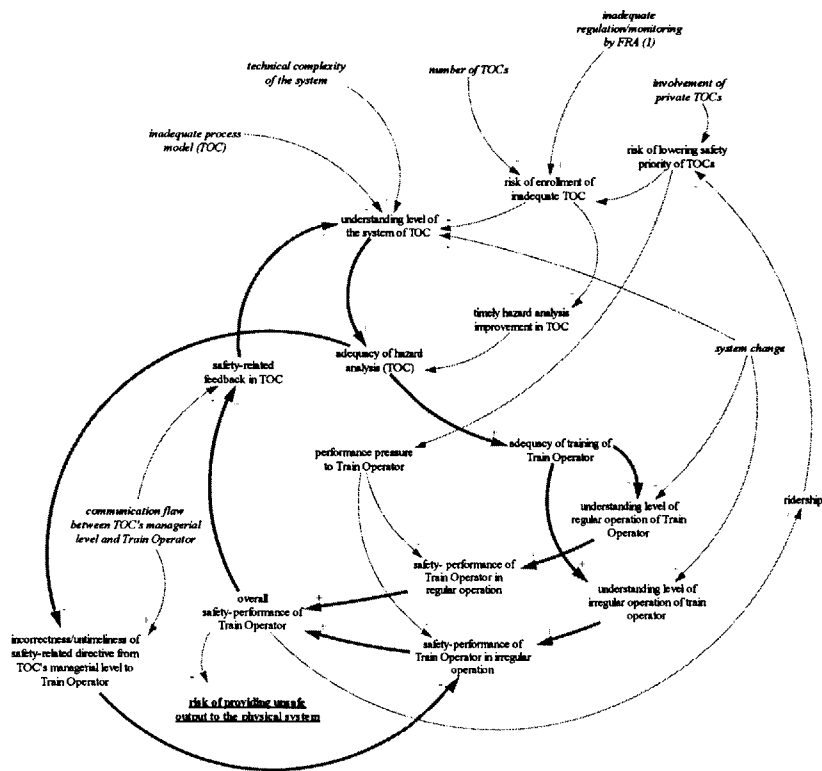 inadequate
regulation/monitoring
by FRA (1)
technical complexity
of the system
number of TOCs
involvement of
private TOCs
inadequate process
model (TOC)
risk of lowering safety
priority of TOCs
risk of enrollment of
inadequate TOC
understanding level of
the system of TOC
timely hazard analysis
improvement in TOC
system change
adequacy of hazard
analysis (TOC)
safety-related
feedback in TOC
adequacy of training of
Train Operator
performance pressure
to Train Operator
understanding level of
regular operation of Train
Operator
ridership
communication flaw
between TOC's managerial
level and Train Operator
safety- performance of
Train Operator in
regular operation
understanding level of
irregular operation of train
operator
overall
safety-performance of
Train Operator
incorrectness/untimeliness of
safety-related directive from
TOC's managerial level to
Train Operator
safety-performance of
Train Operator in irregular
operation
risk of providing unsafe
output to the physical system